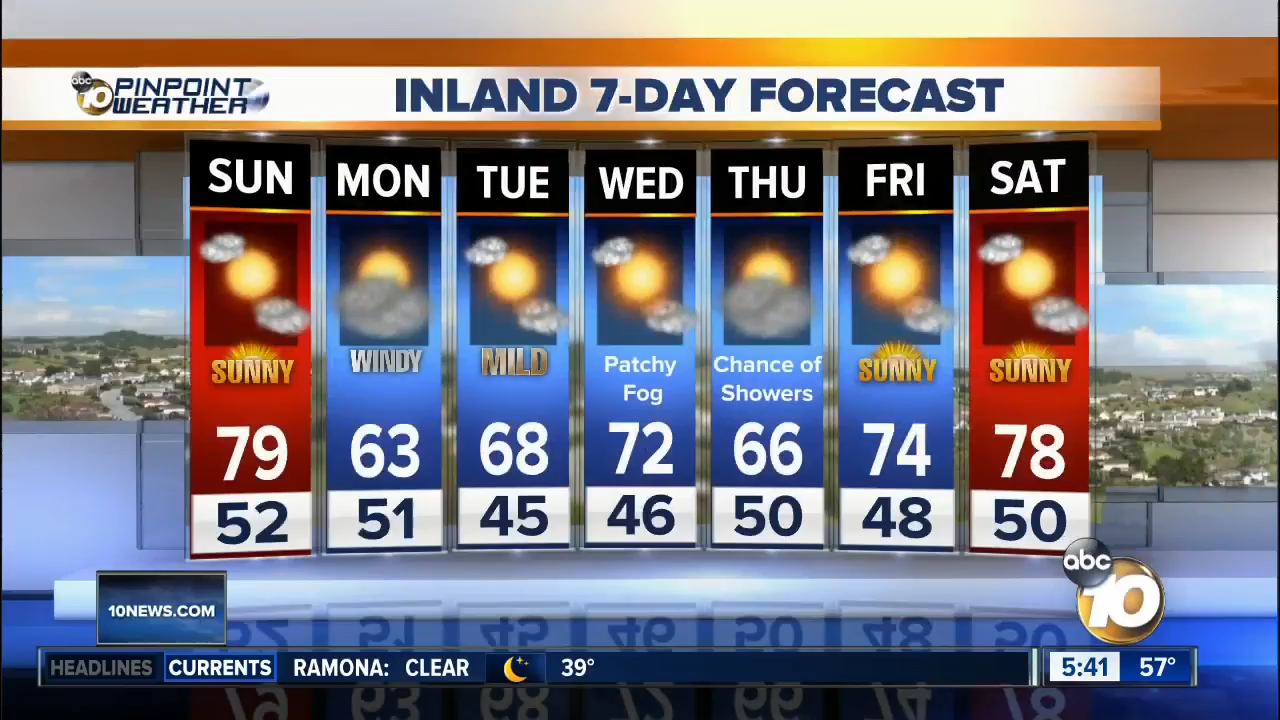 abc 10 PINPOINT WEATHER
INLAND 7-DAY FORECAST
SUN MON TUE WED THU FRI SAT
SUNNY WINDY MILD Patchy Fog Chance of Showers SUNNY SUNNY
79 63 68 72 66 74 78
52 51 45 46 50 48 50
abc 10
10NEWS.COM
HEADLINES CURRENTS RAMONA: CLEAR 39° 5:41 57°